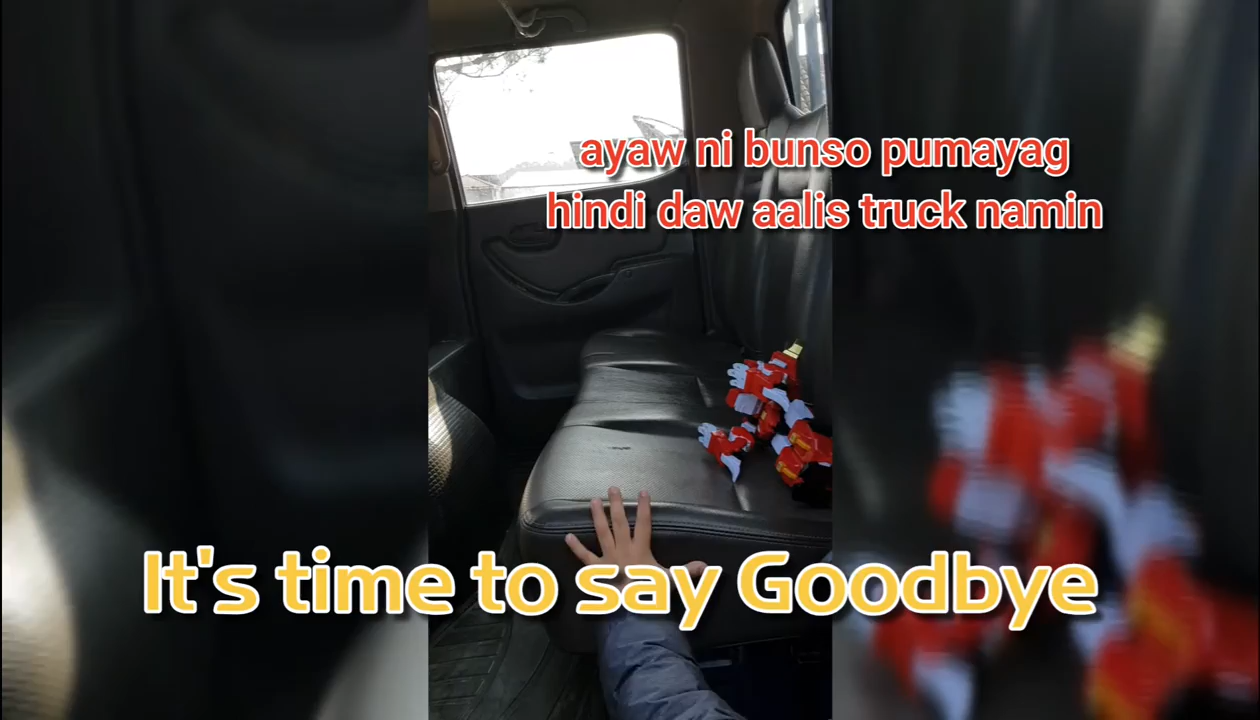 ayaw ni bunso pumayag
hindi daw aalis truck namin
It's time to say Goodbye